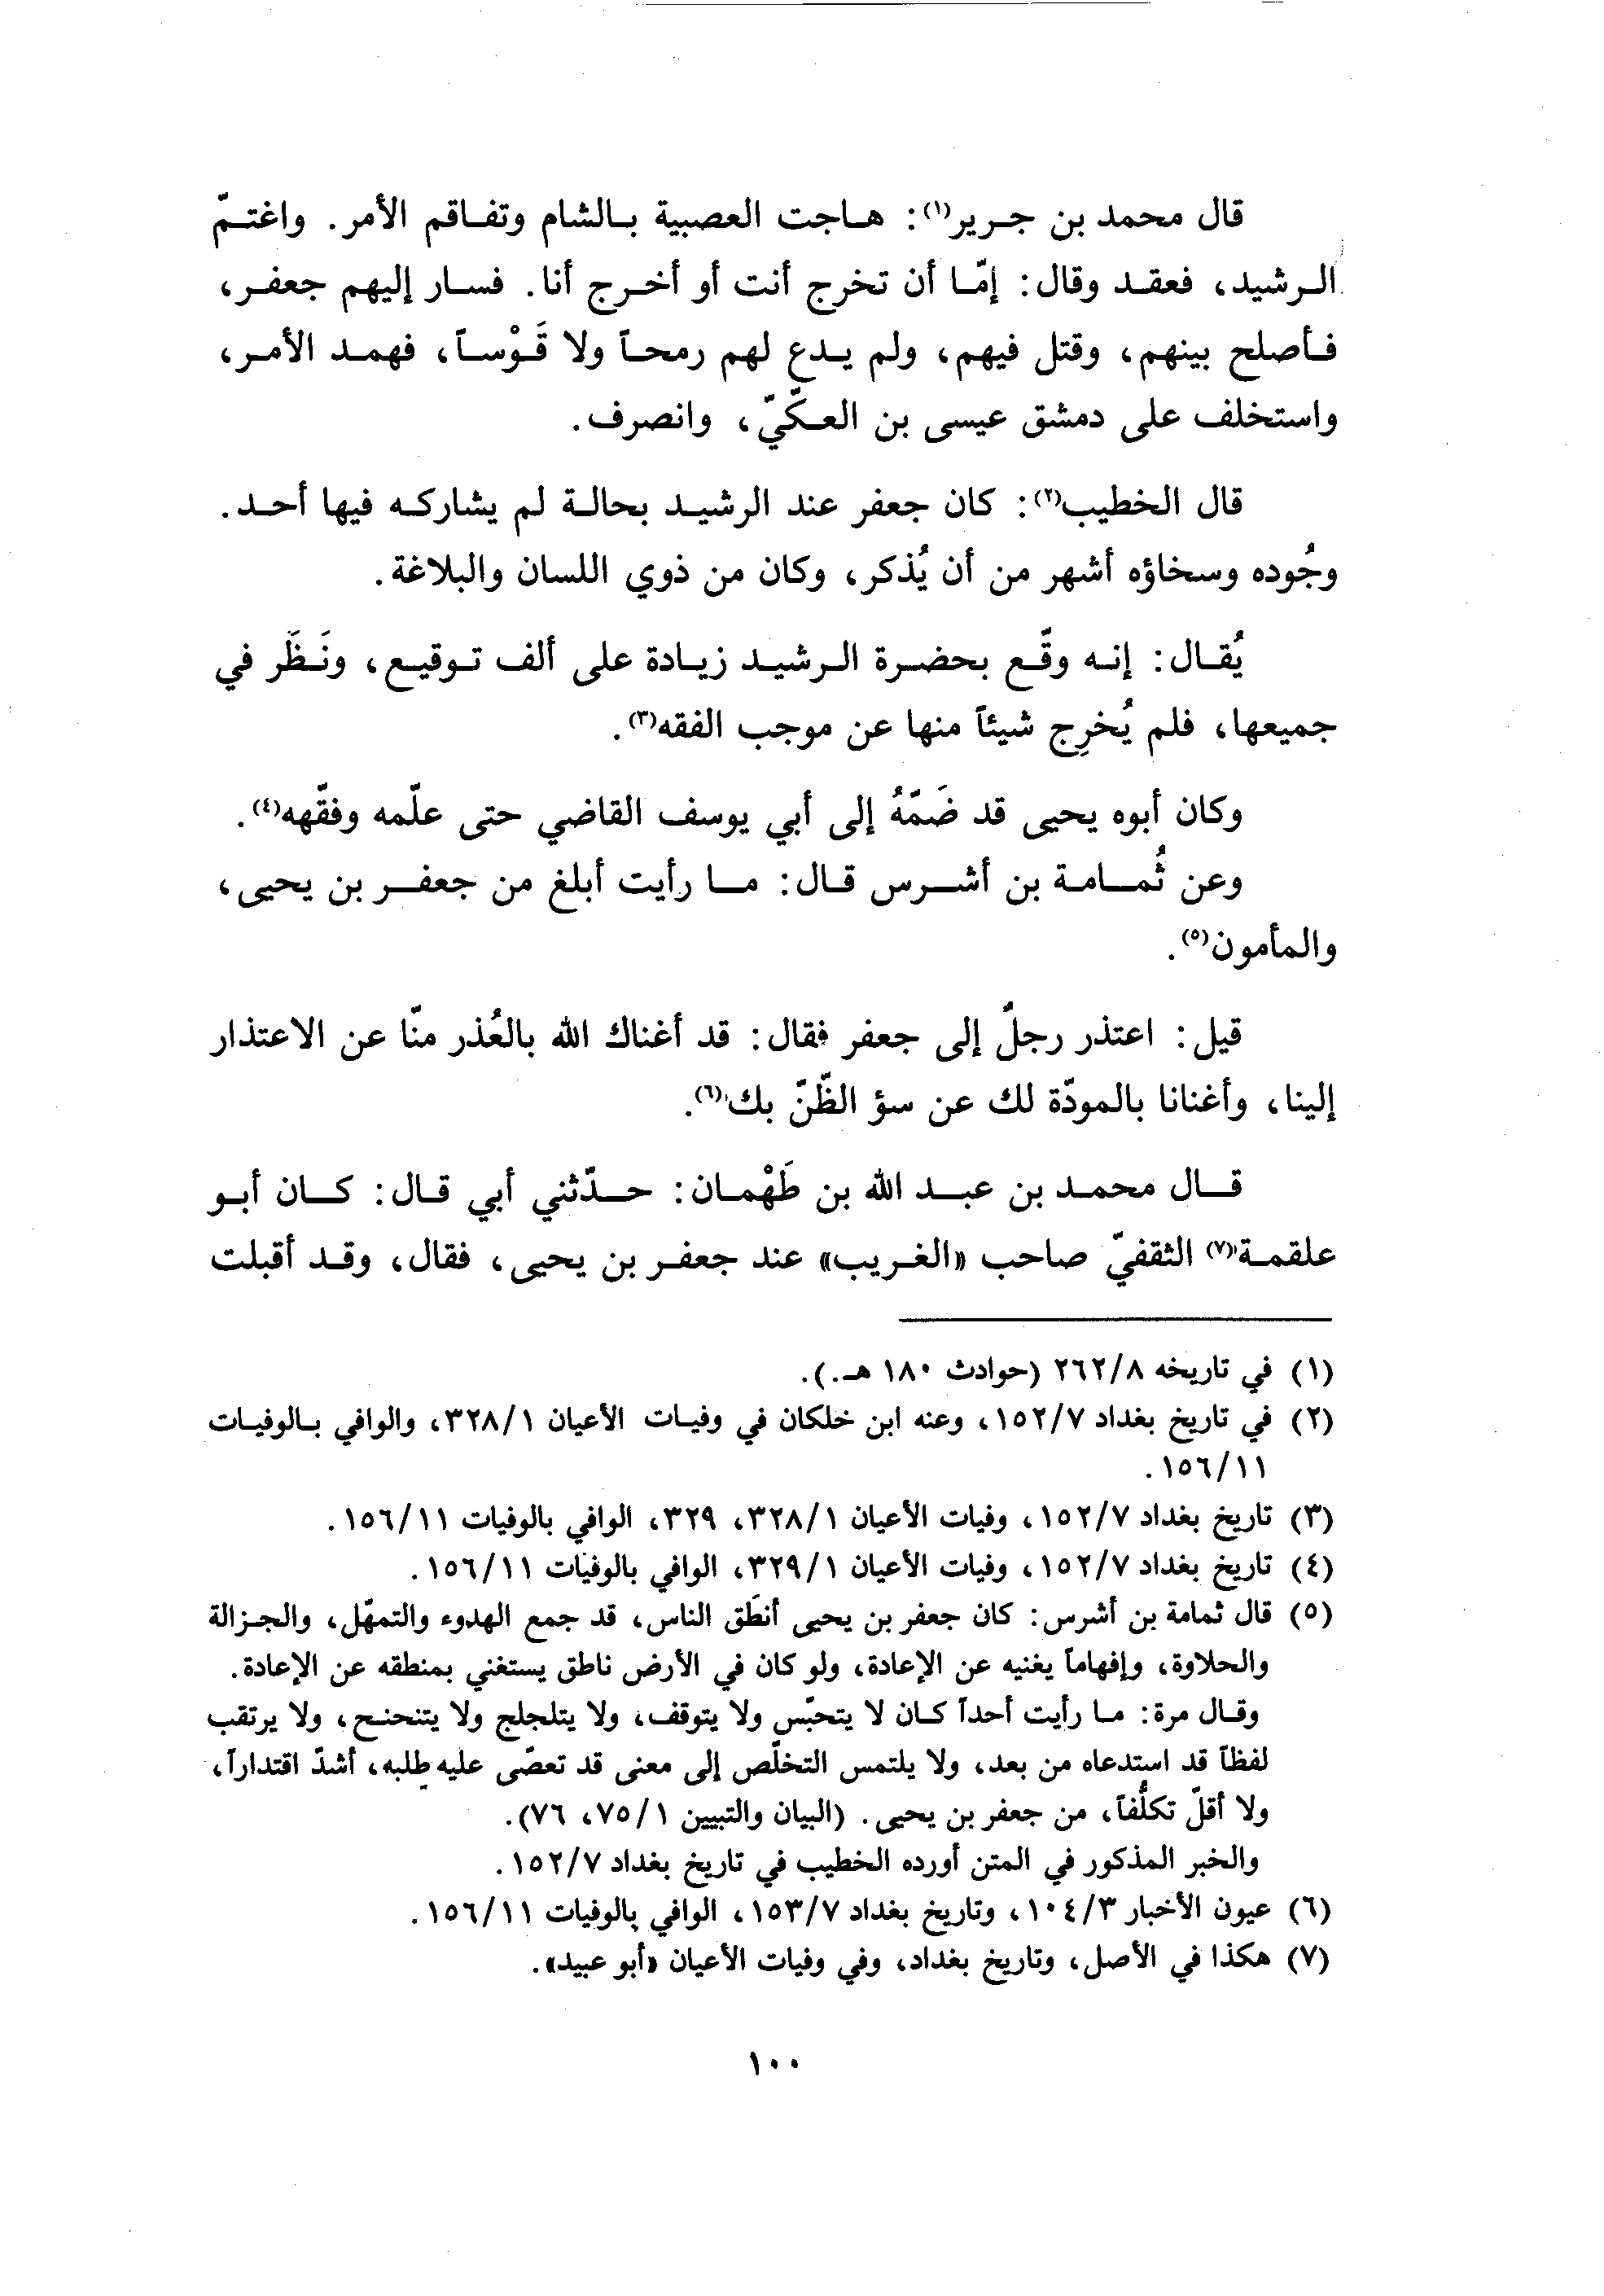 قال محمد بن جرير(١): هاجت العصبية بالشام وتفاقم الأمر. واغتمّ
الرشيد، فعقد وقال: إمّا أن تخرج أنت أو أخرج أنا. فسار إليهم جعفر،
فأصلح بينهم، وقتل فيهم، ولم يدع لهم رمحاً ولا قَوْساً، فهمد الأمر،
واستخلف على دمشق عيسى بن العكّيّ، وانصرف.
قال الخطيب(٢): كان جعفر عند الرشيد بحالة لم يشاركه فيها أحد.
وجُوده وسخاؤه أشهر من أن يُذكر، وكان من ذوي اللسان والبلاغة.
يُقال: إنه وقّع بحضرة الرشيد زيادة على ألف توقيع، ونَظَر في
جميعها، فلم يُخرِج شيئاً منها عن موجب الفقه(٣).
وكان أبوه يحيى قد ضَمّهُ إلى أبي يوسف القاضي حتى علّمه وفقّهه(٤).
وعن ثُمامة بن أشرس قال: ما رأيت أبلغ من جعفر بن يحيى،
والمأمون(٥).
قيل: اعتذر رجلٌ إلى جعفر فقال: قد أغناك الله بالعُذر منّا عن الاعتذار
إلينا، وأغنانا بالمودّة لك عن سؤ الظّنّ بك(٦).
قال محمد بن عبد الله بن طَهْمان: حدّثني أبي قال: كان أبو
علقمة(٧) الثقفيّ صاحب «الغريب» عند جعفر بن يحيى، فقال، وقد أقبلت
(١) في تاريخه ٢٦٢/٨ (حوادث ١٨٠ هـ.).
(٢) في تاريخ بغداد ١٥٢/٧، وعنه ابن خلكان في وفيات الأعيان ٣٢٨/١، والوافي بالوفيات
١٥٦/١١.
(٣) تاريخ بغداد ١٥٢/٧، وفيات الأعيان ٣٢٨/١، ٣٢٩، الوافي بالوفيات ١٥٦/١١.
(٤) تاريخ بغداد ١٥٢/٧، وفيات الأعيان ٣٢٩/١، الوافي بالوفيات ١٥٦/١١.
(٥) قال ثمامة بن أشرس: كان جعفر بن يحيى أنطَق الناس، قد جمع الهدوء والتمهّل، والجزالة
والحلاوة، وإفهاماً يغنيه عن الإعادة، ولو كان في الأرض ناطق يستغني بمنطقه عن الإعادة.
وقال مرة: ما رأيت أحداً كان لا يتحبّس ولا يتوقف، ولا يتلجلج ولا يتنحنح، ولا يرتقب
لفظاً قد استدعاه من بعد، ولا يلتمس التخلّص إلى معنى قد تعصّى عليه طلبه، أشدّ اقتداراً،
ولا أقلّ تكلُّفاً، من جعفر بن يحيى. (البيان والتبيين ٧٥/١، ٧٦).
والخبر المذكور في المتن أورده الخطيب في تاريخ بغداد ١٥٢/٧.
(٦) عيون الأخبار ١٠٤/٣، وتاريخ بغداد ١٥٣/٧، الوافي بالوفيات ١٥٦/١١.
(٧) هكذا في الأصل، وتاريخ بغداد، وفي وفيات الأعيان «أبو عبيد».
١٠٠